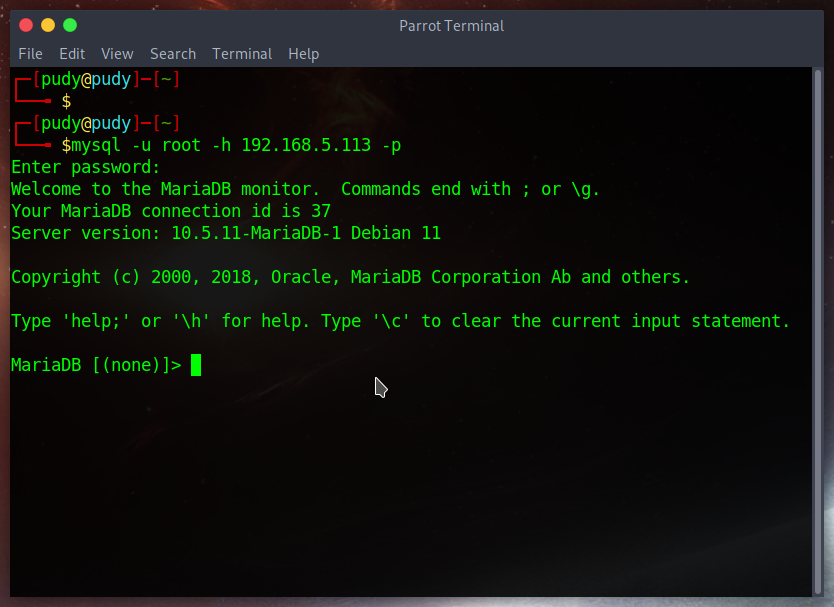 Parrot Terminal
File Edit View Search Terminal Help
┌─[pudy@pudy]─[~]
└──╼ $
┌─[pudy@pudy]─[~]
└──╼ $mysql -u root -h 192.168.5.113 -p
Enter password:
Welcome to the MariaDB monitor.  Commands end with ; or \g.
Your MariaDB connection id is 37
Server version: 10.5.11-MariaDB-1 Debian 11
Copyright (c) 2000, 2018, Oracle, MariaDB Corporation Ab and others.
Type 'help;' or '\h' for help. Type '\c' to clear the current input statement.
MariaDB [(none)]>